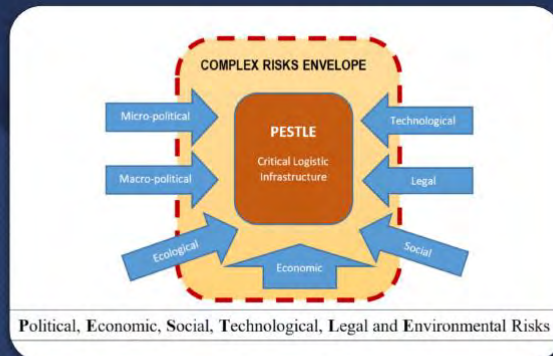 COMPLEX RISKS ENVELOPE
Micro-political
PESTLE
Technological
Critical Logistic
Infrastructure
Macro-political
Legal
Ecological
Social
Economic
Political, Economic, Social, Technological, Legal and Environmental Risks